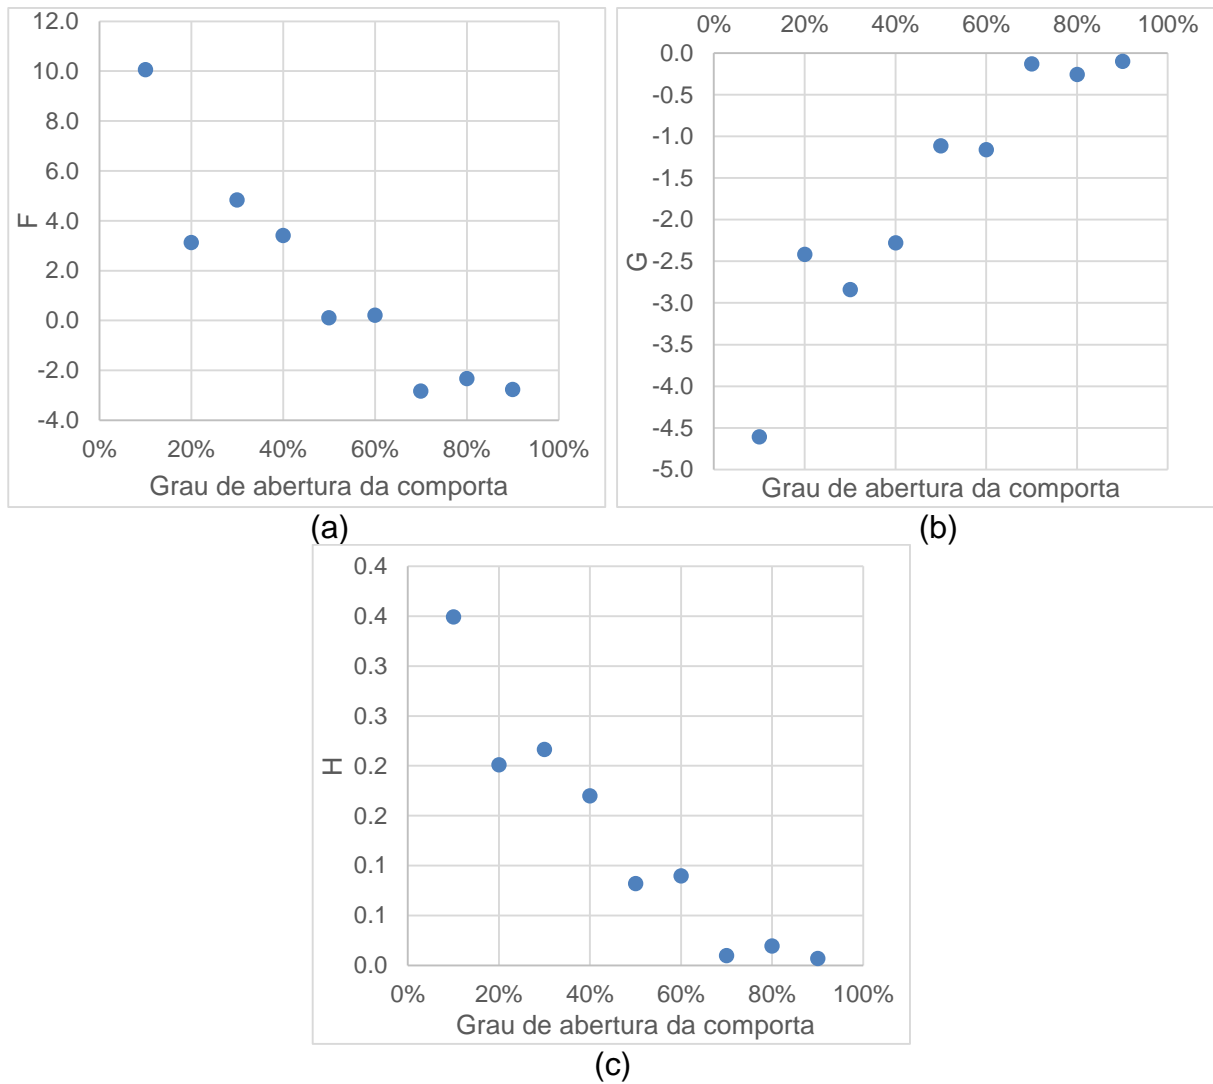 12.0
10.0
8.0
6.0
4.0
2.0
0.0
-2.0
-4.0
F
0% 20% 40% 60% 80% 100%
Grau de abertura da comporta
(a)
0% 20% 40% 60% 80% 100%
0.0
-0.5
-1.0
-1.5
-2.0
-2.5
-3.0
-3.5
-4.0
-4.5
-5.0
G
Grau de abertura da comporta
(b)
0.4
0.4
0.3
0.3
0.2
0.2
0.1
0.1
0.0
H
0% 20% 40% 60% 80% 100%
Grau de abertura da comporta
(c)